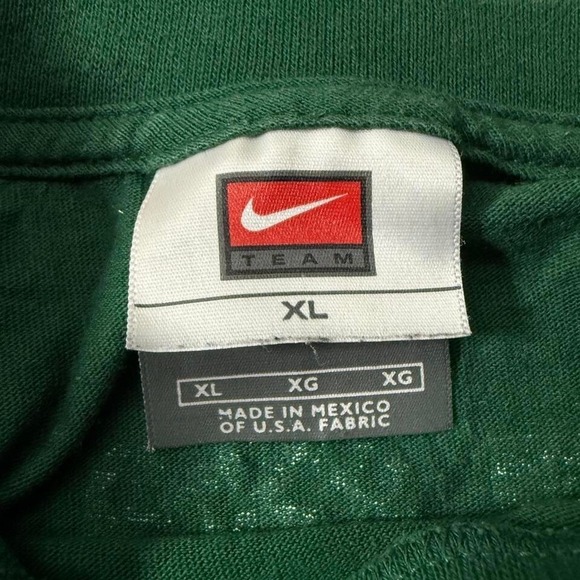 TEAM
XL
XL XG XG
MADE IN MEXICO
OF U.S.A. FABRIC